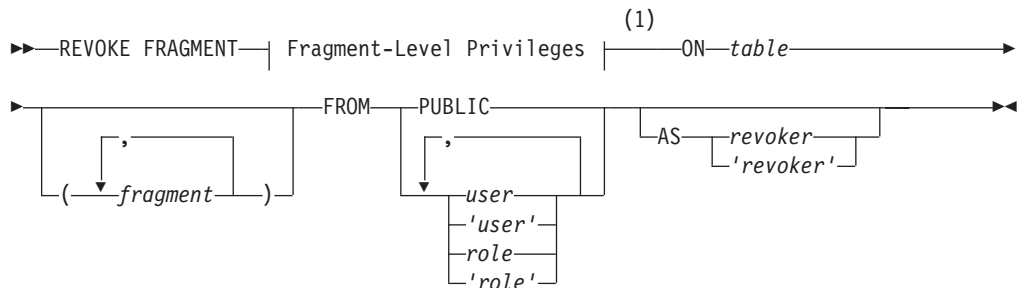 (1)
REVOKE FRAGMENT Fragment-Level Privileges ON table
FROM PUBLIC AS revoker
, , 'revoker'
( fragment ) user
'user'
role
'role'